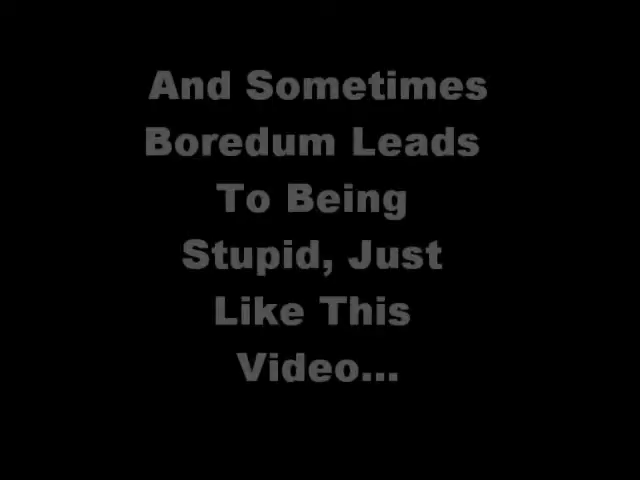 And Sometimes
Boredum Leads
To Being
Stupid, Just
Like This
Video...